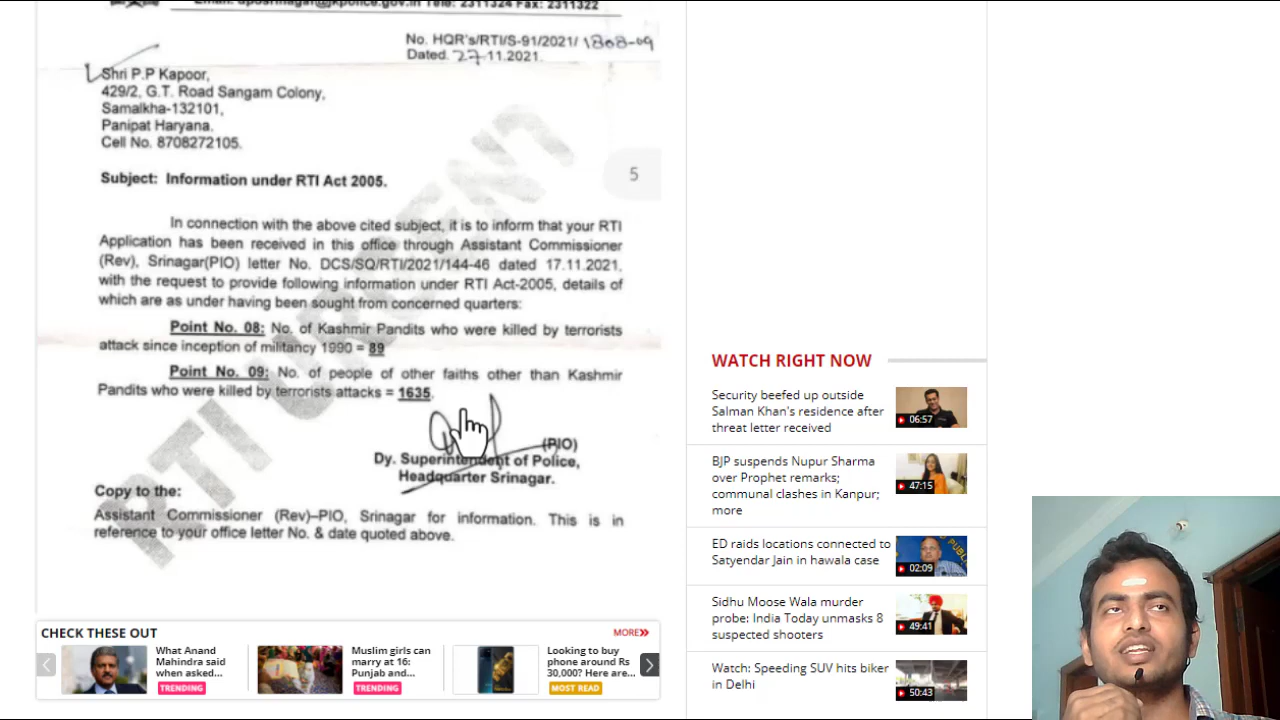 Email: dposrinagar@kpolice.gov.in Tele: 2311324 Fax: 2311322
No. HQR's/RTI/S-91/2021/ 1808-09
Dated. 27.11.2021.
Shri P.P Kapoor,
429/2, G.T. Road Sangam Colony,
Samalkha-132101,
Panipat Haryana.
Cell No. 8708272105.
5
Subject: Information under RTI Act 2005.
In connection with the above cited subject, it is to inform that your RTI
Application has been received in this office through Assistant Commissioner
(Rev), Srinagar(PIO) letter No. DCS/SQ/RTI/2021/144-46 dated 17.11.2021,
with the request to provide following information under RTI Act-2005, details of
which are as under having been sought from concerned quarters:
Point No. 08: No. of Kashmir Pandits who were killed by terrorists
attack since inception of militancy 1990 = 89
Point No. 09: No. of people of other faiths other than Kashmir
Pandits who were killed by terrorists attacks = 1635.
(PIO)
Dy. Superintendent of Police,
Headquarter Srinagar.
Copy to the:
Assistant Commissioner (Rev)–PIO, Srinagar for information. This is in
reference to your office letter No. & date quoted above.
RTI URGENT
CHECK THESE OUT
MORE
What Anand
Mahindra said
when asked...
TRENDING
Muslim girls can
marry at 16:
Punjab and...
TRENDING
Looking to buy
phone around Rs
30,000? Here are...
MOST READ
WATCH RIGHT NOW
Security beefed up outside
Salman Khan's residence after
threat letter received
06:57
BJP suspends Nupur Sharma
over Prophet remarks;
communal clashes in Kanpur;
more
47:15
ED raids locations connected to
Satyendar Jain in hawala case
02:09
Sidhu Moose Wala murder
probe: India Today unmasks 8
suspected shooters
49:41
Watch: Speeding SUV hits biker
in Delhi
50:43